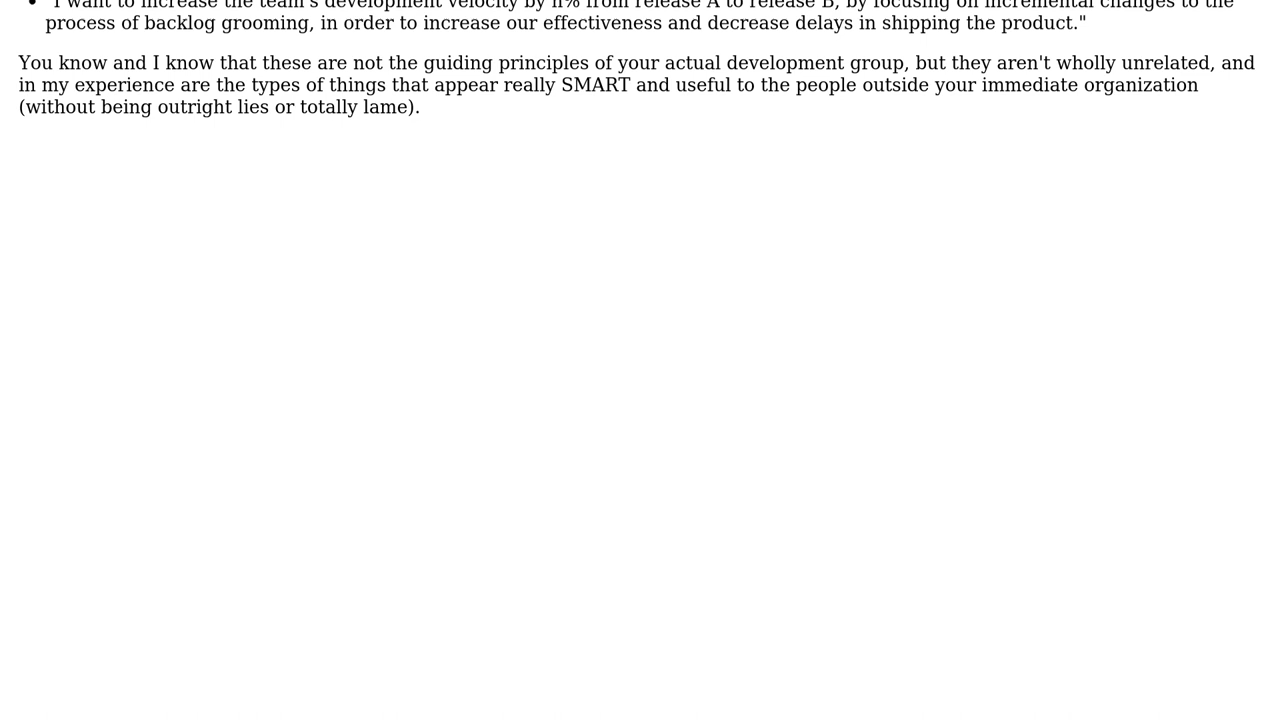 • "I want to increase the team's development velocity by n% from release A to release B, by focusing on incremental changes to the
process of backlog grooming, in order to increase our effectiveness and decrease delays in shipping the product."
You know and I know that these are not the guiding principles of your actual development group, but they aren't wholly unrelated, and
in my experience are the types of things that appear really SMART and useful to the people outside your immediate organization
(without being outright lies or totally lame).